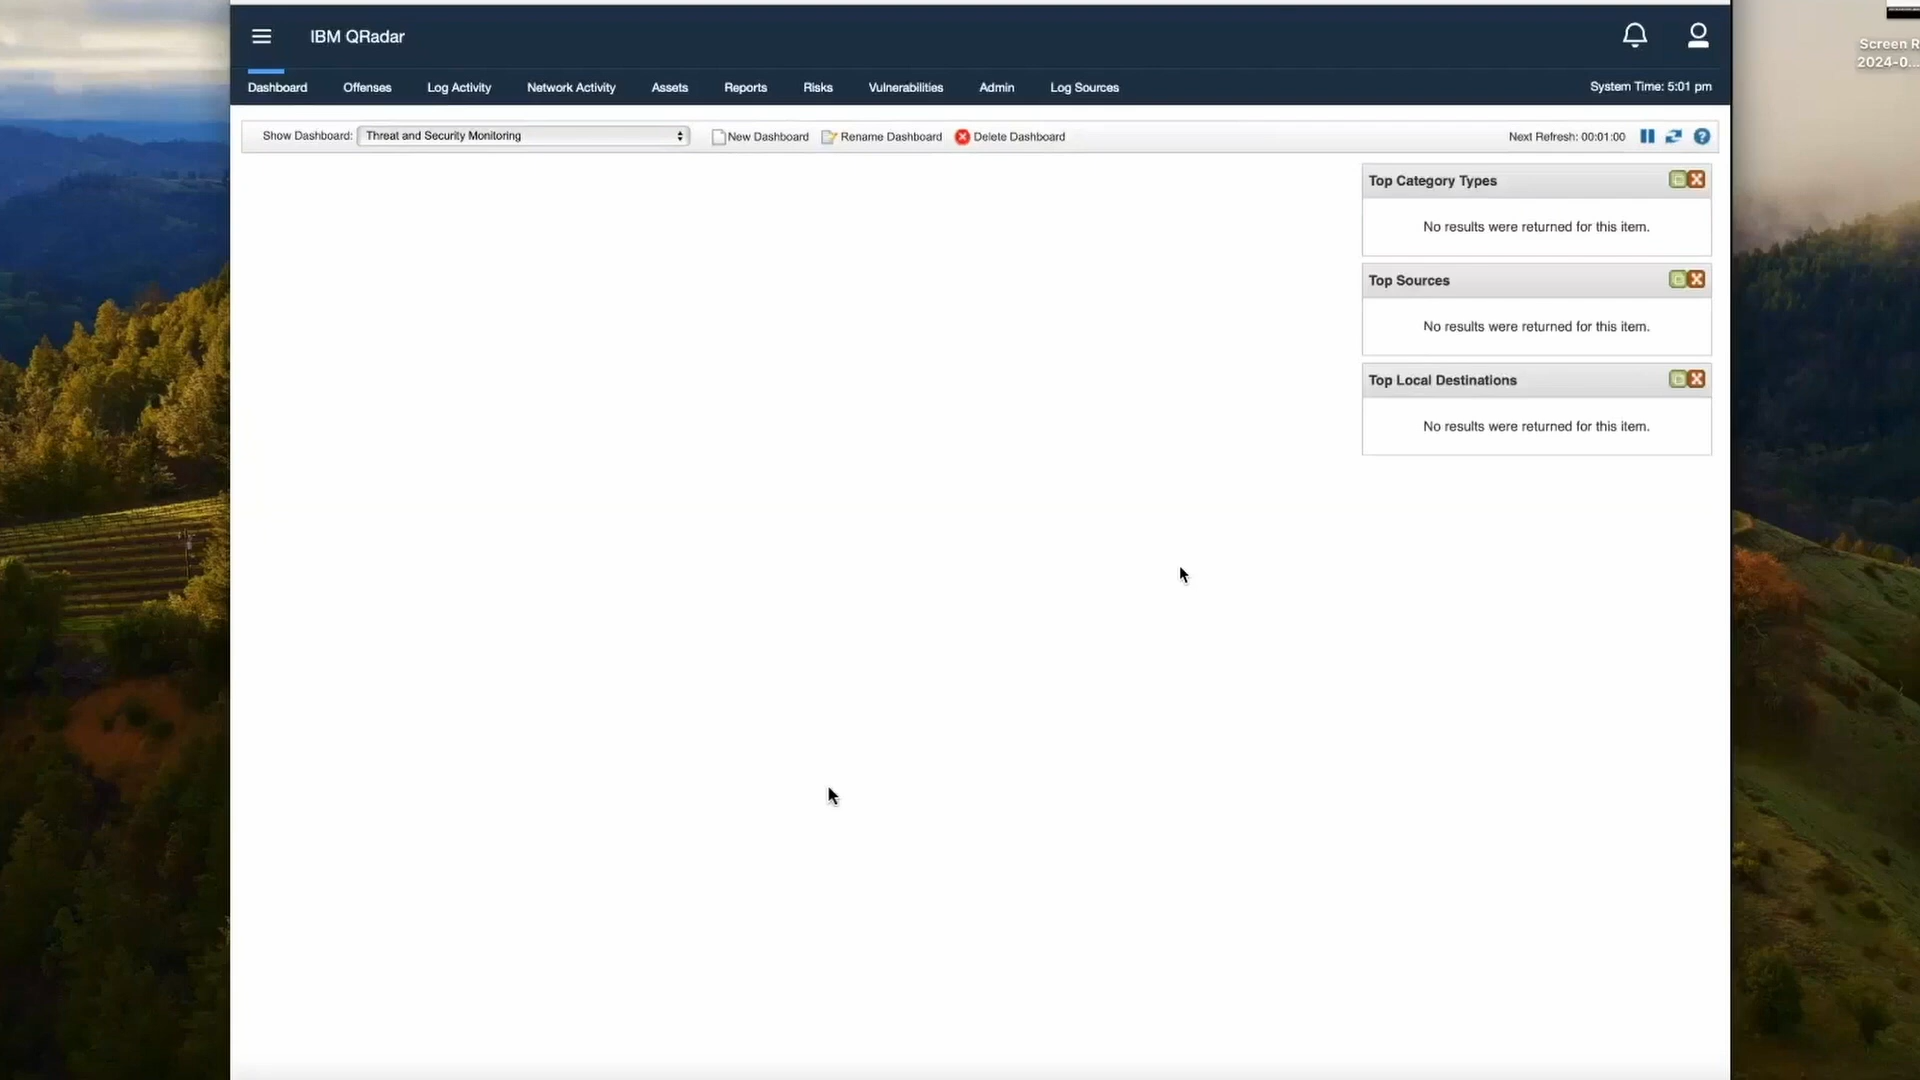 IBM QRadar
Screen R
2024-0...
Dashboard Offenses Log Activity Network Activity Assets Reports Risks Vulnerabilities Admin Log Sources System Time: 5:01 pm
Show Dashboard: Threat and Security Monitoring New Dashboard Rename Dashboard Delete Dashboard Next Refresh: 00:01:00
Top Category Types
No results were returned for this item.
Top Sources
No results were returned for this item.
Top Local Destinations
No results were returned for this item.